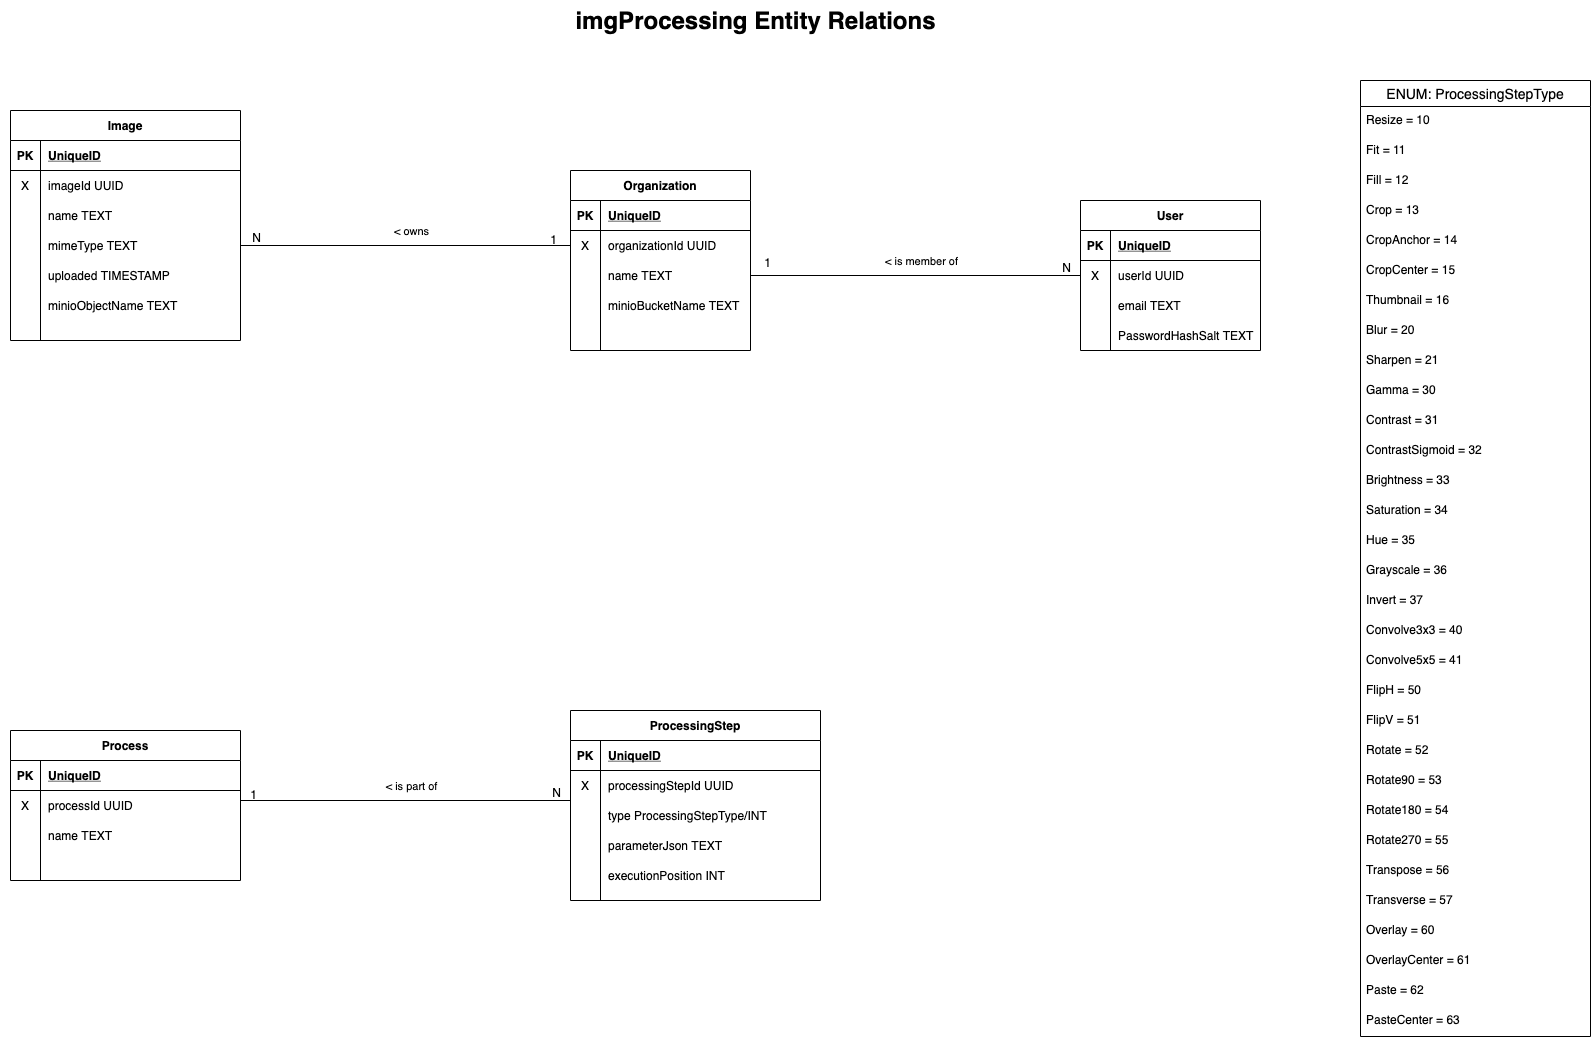 imgProcessing Entity Relations
Image
PK UniqueID
X imageId UUID
name TEXT
mimeType TEXT
uploaded TIMESTAMP
minioObjectName TEXT
N < owns 1
Organization
PK UniqueID
X organizationId UUID
name TEXT
minioBucketName TEXT
1 < is member of N
User
PK UniqueID
X userId UUID
email TEXT
PasswordHashSalt TEXT
Process
PK UniqueID
X processId UUID
name TEXT
1 < is part of N
ProcessingStep
PK UniqueID
X processingStepId UUID
type ProcessingStepType/INT
parameterJson TEXT
executionPosition INT
ENUM: ProcessingStepType
Resize = 10
Fit = 11
Fill = 12
Crop = 13
CropAnchor = 14
CropCenter = 15
Thumbnail = 16
Blur = 20
Sharpen = 21
Gamma = 30
Contrast = 31
ContrastSigmoid = 32
Brightness = 33
Saturation = 34
Hue = 35
Grayscale = 36
Invert = 37
Convolve3x3 = 40
Convolve5x5 = 41
FlipH = 50
FlipV = 51
Rotate = 52
Rotate90 = 53
Rotate180 = 54
Rotate270 = 55
Transpose = 56
Transverse = 57
Overlay = 60
OverlayCenter = 61
Paste = 62
PasteCenter = 63